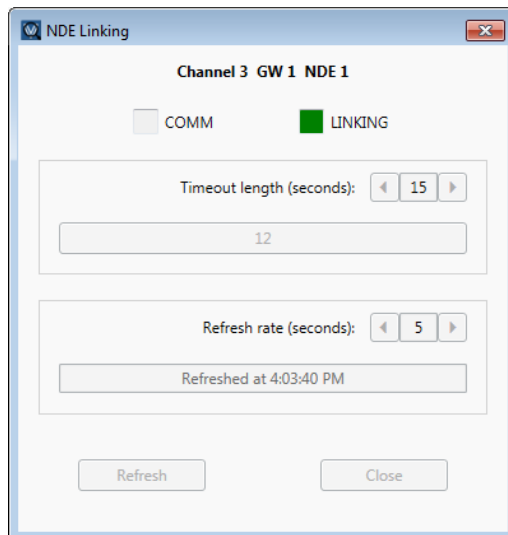 NDE Linking
Channel 3 GW 1 NDE 1
COMM LINKING
Timeout length (seconds): 15
12
Refresh rate (seconds): 5
Refreshed at 4:03:40 PM
Refresh Close